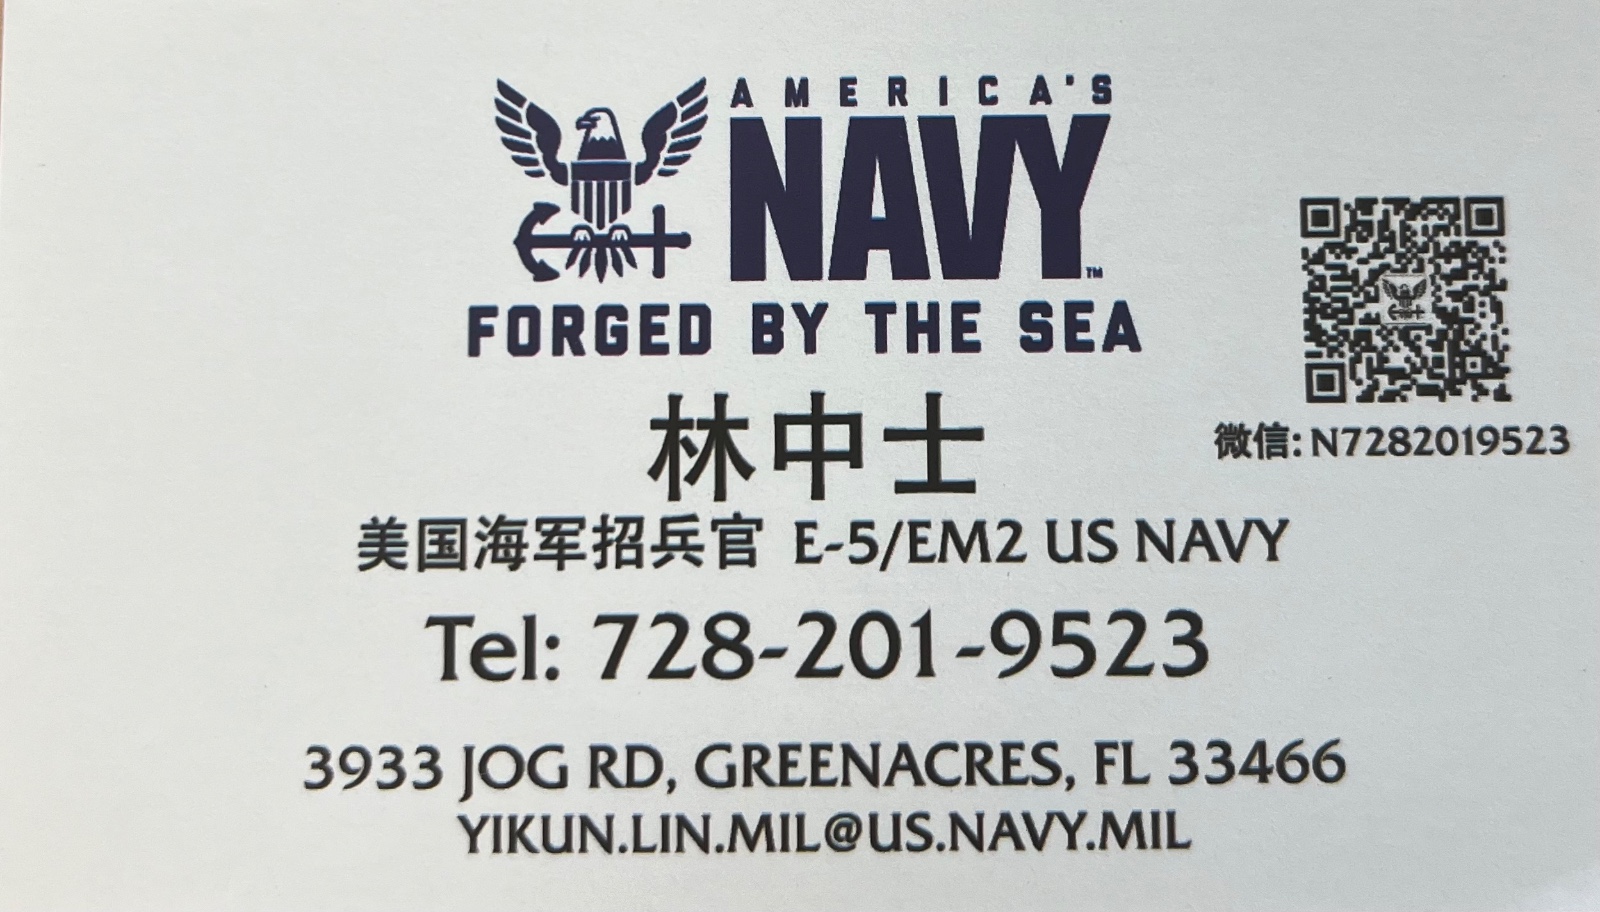 AMERICA'S
NAVY™
FORGED BY THE SEA
微信: N7282019523
林中士
美国海军招兵官 E-5/EM2 US NAVY
Tel: 728-201-9523
3933 JOG RD, GREENACRES, FL 33466
YIKUN.LIN.MIL@US.NAVY.MIL